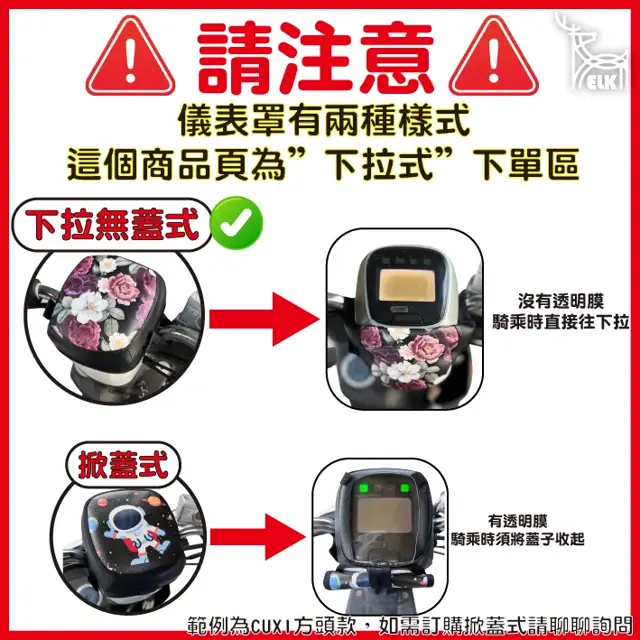 請注意
ELK
儀表罩有兩種樣式
這個商品頁為”下拉式”下單區
下拉無蓋式
沒有透明膜
騎乘時直接往下拉
掀蓋式
有透明膜
騎乘時須將蓋子收起
範例為CUXI方頭款，如需訂購掀蓋式請聊聊詢問